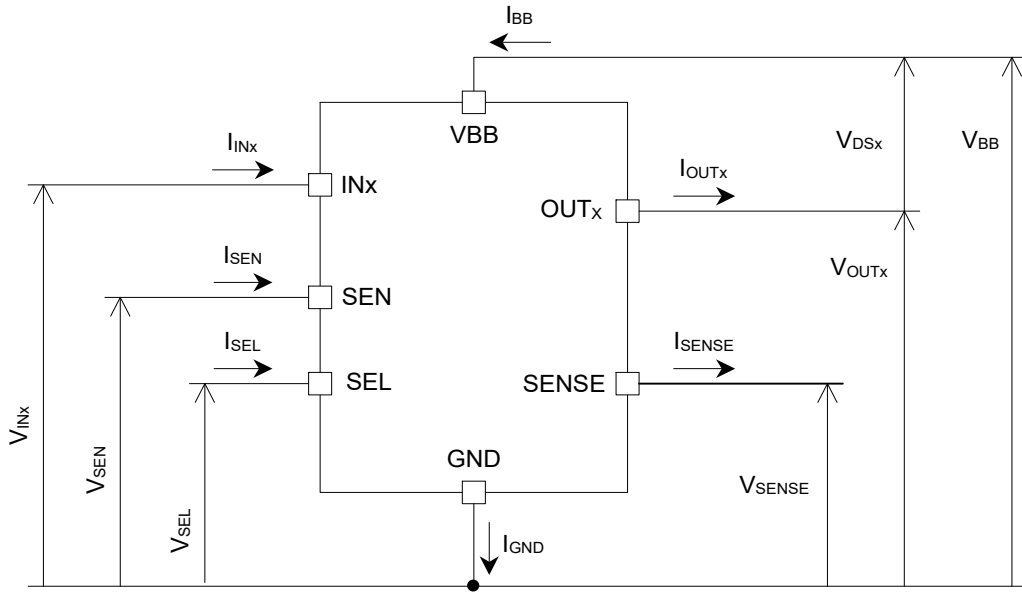 IBB
VBB
VDSx
VBB
IINx
INx
IOUTx
OUTX
VOUTx
ISEN
SEN
ISEL
SEL
ISENSE
SENSE
VINx
VSEN
VSEL
GND
VSENSE
IGND